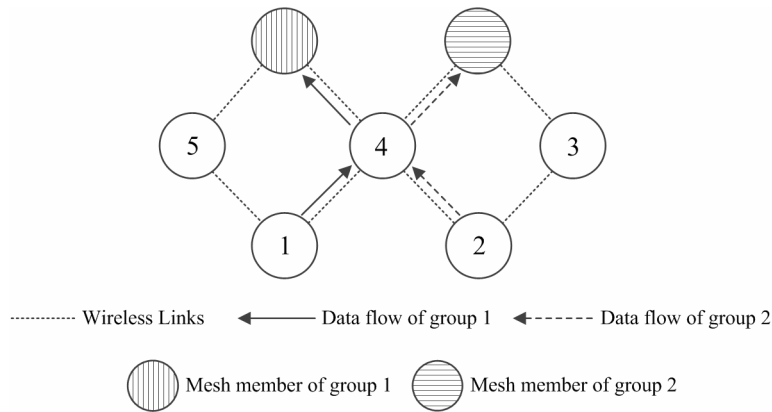 5
4
3
1
2
Wireless Links
Data flow of group 1
Data flow of group 2
Mesh member of group 1
Mesh member of group 2